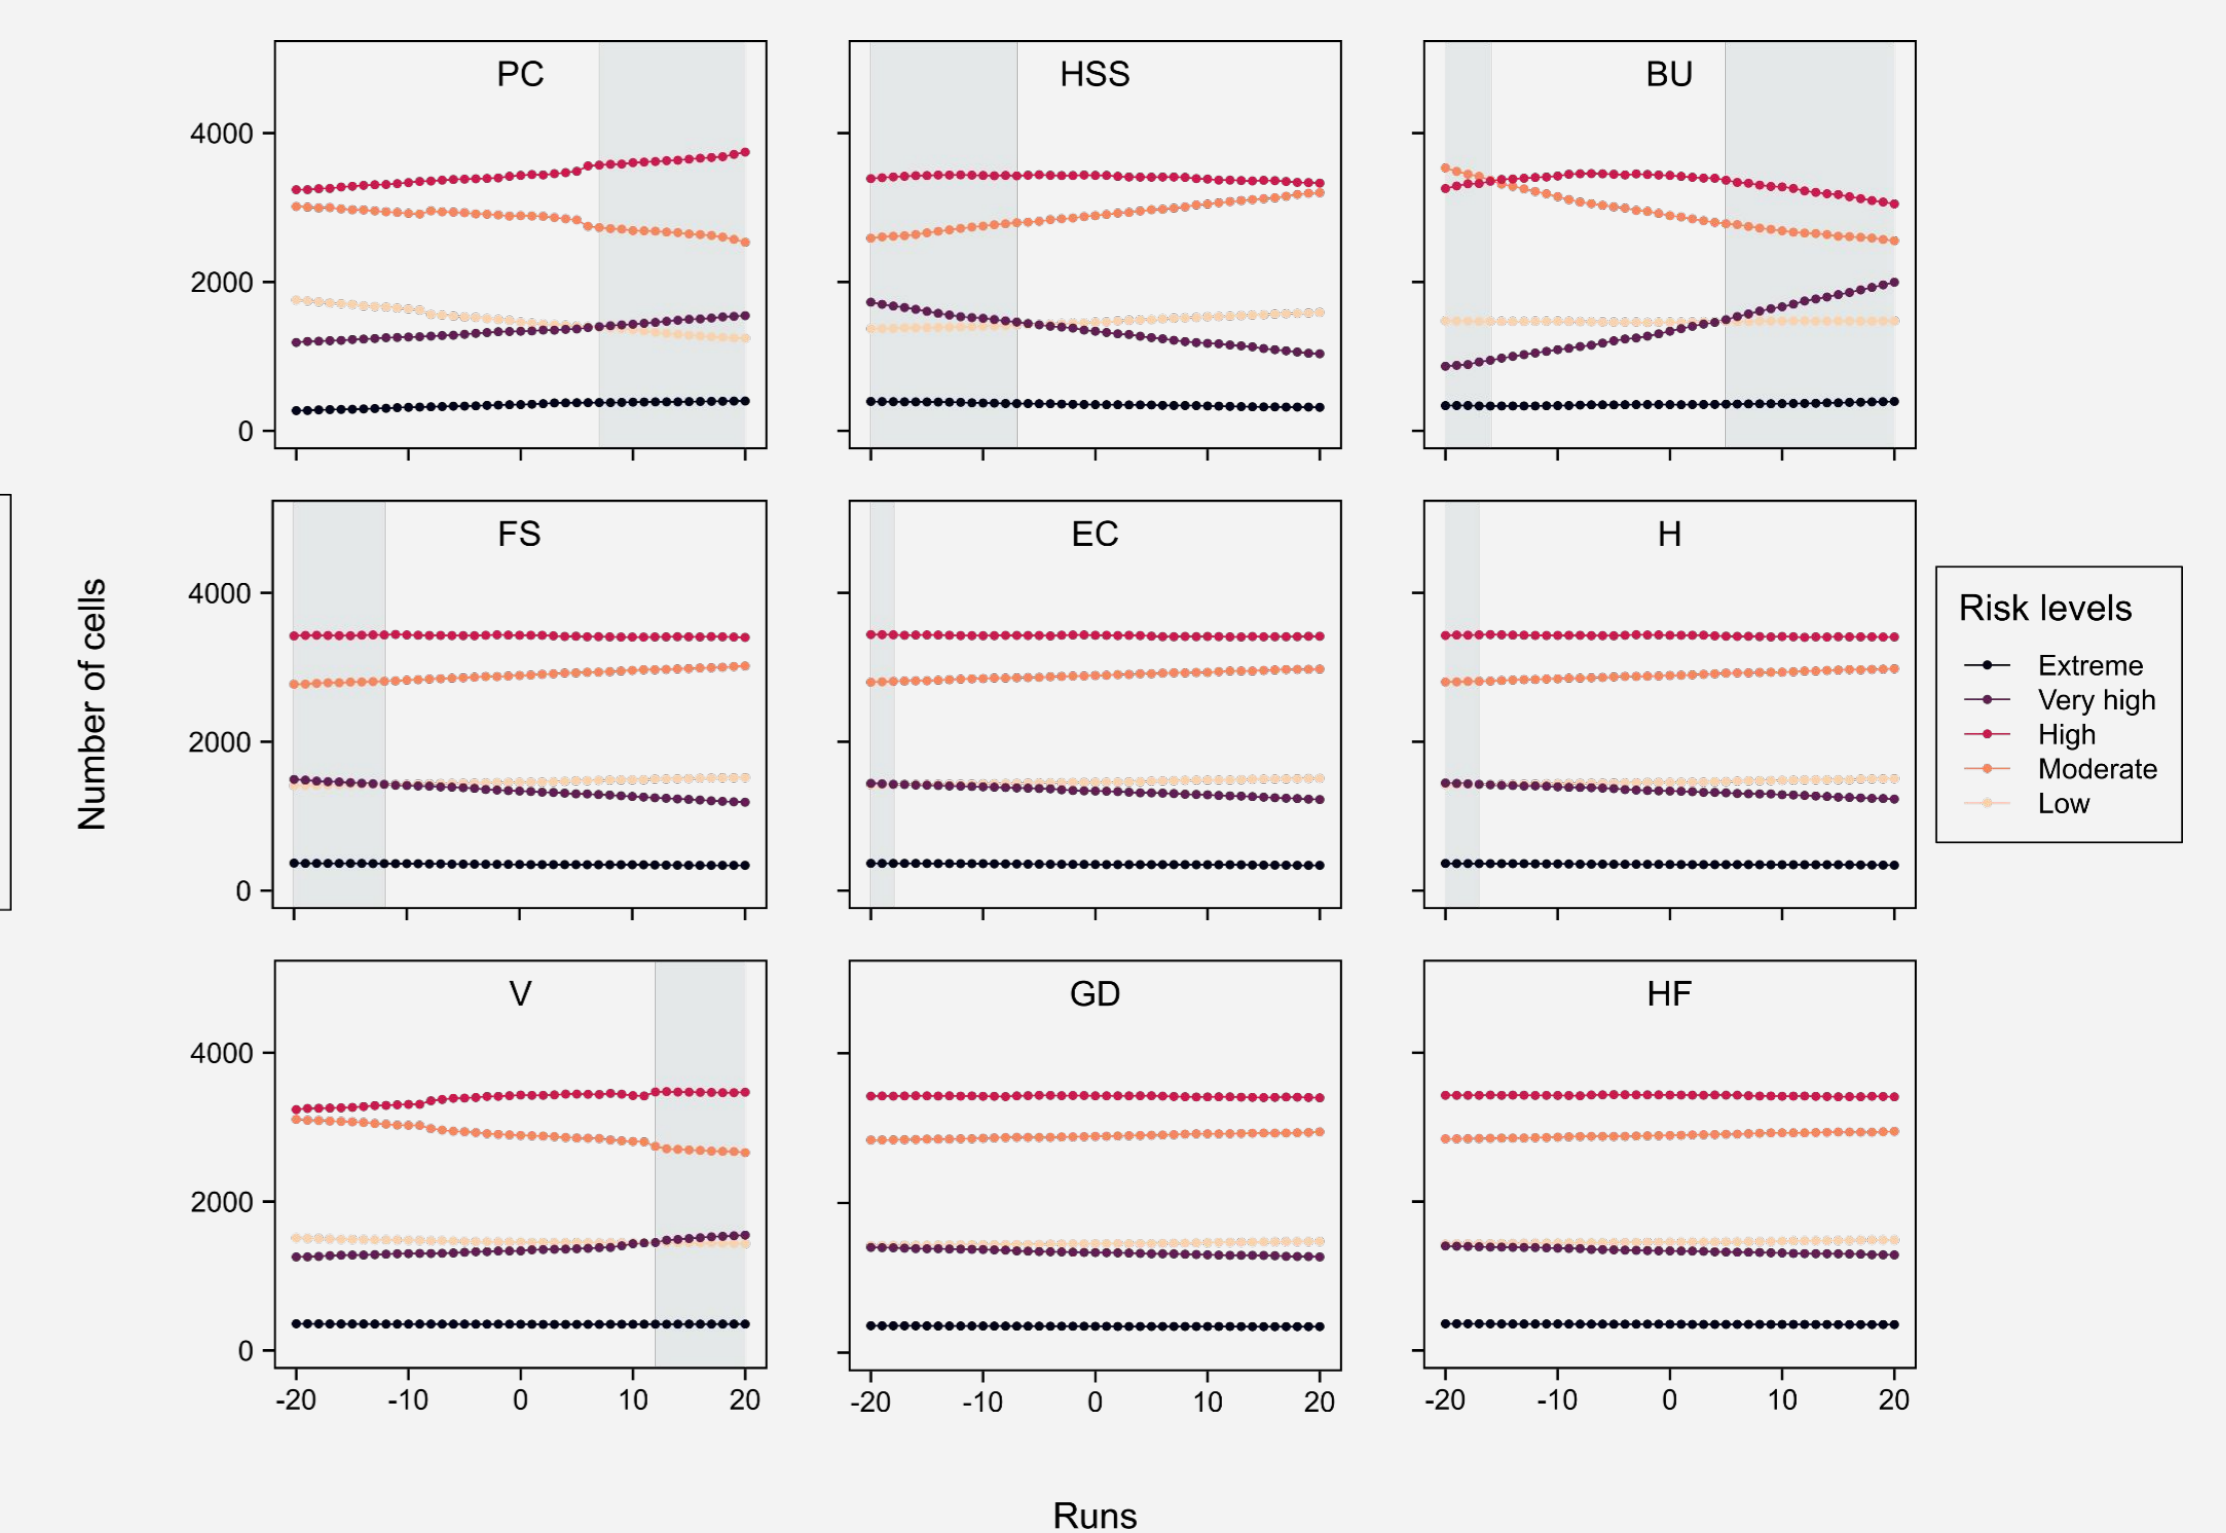 PC
HSS
BU
4000
2000
0
FS
EC
H
4000
2000
0
Number of cells
Risk levels
Extreme
Very high
High
Moderate
Low
V
GD
HF
4000
2000
0
-20 -10 0 10 20
-20 -10 0 10 20
-20 -10 0 10 20
Runs